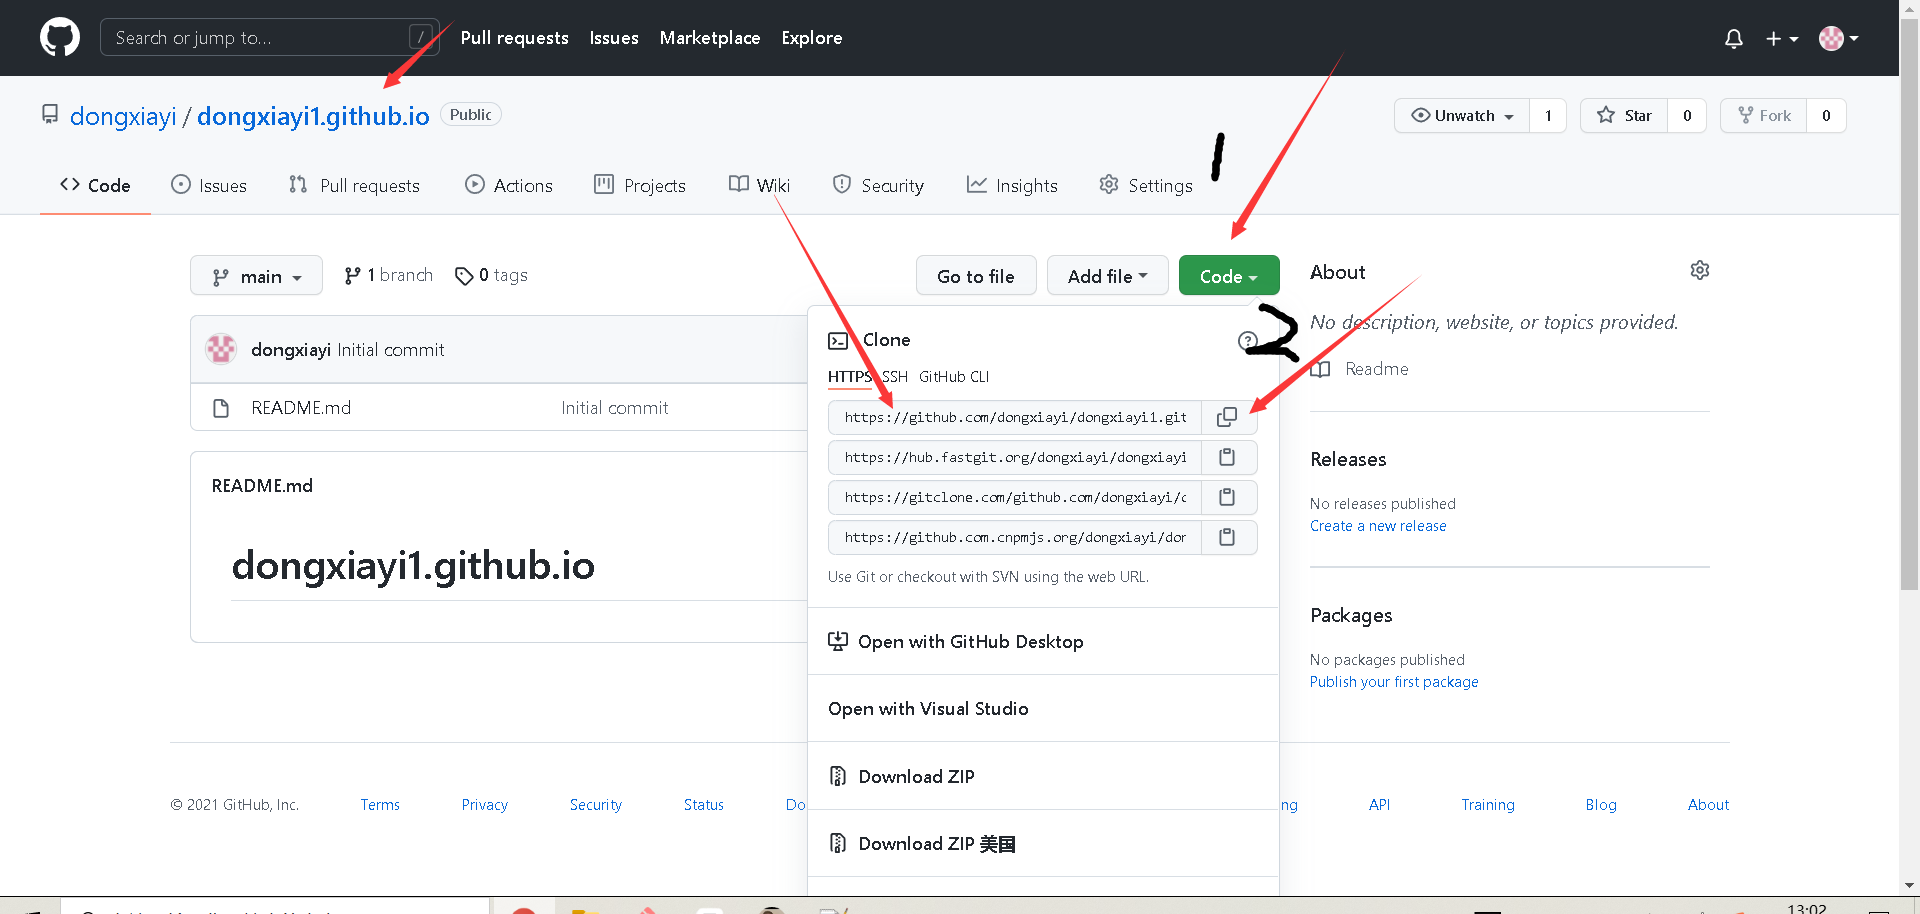 Search or jump to... /
Pull requests Issues Marketplace Explore
dongxiayi / dongxiayi1.github.io Public
Unwatch 1 Star 0 Fork 0
1
Code Issues Pull requests Actions Projects Wiki Security Insights Settings
main 1 branch 0 tags
Go to file Add file Code
About
2
No description, website, or topics provided.
Readme
dongxiayi Initial commit
README.md Initial commit
README.md
dongxiayi1.github.io
Clone
HTTPS SSH GitHub CLI
https://github.com/dongxiayi/dongxiayi1.git
https://hub.fastgit.org/dongxiayi/dongxiayi
https://gitclone.com/github.com/dongxiayi/c
https://github.com.cnpmjs.org/dongxiayi/dor
Use Git or checkout with SVN using the web URL.
Open with GitHub Desktop
Open with Visual Studio
Download ZIP
Download ZIP 美国
Releases
No releases published
Create a new release
Packages
No packages published
Publish your first package
© 2021 GitHub, Inc. Terms Privacy Security Status Do ng API Training Blog About
13:02